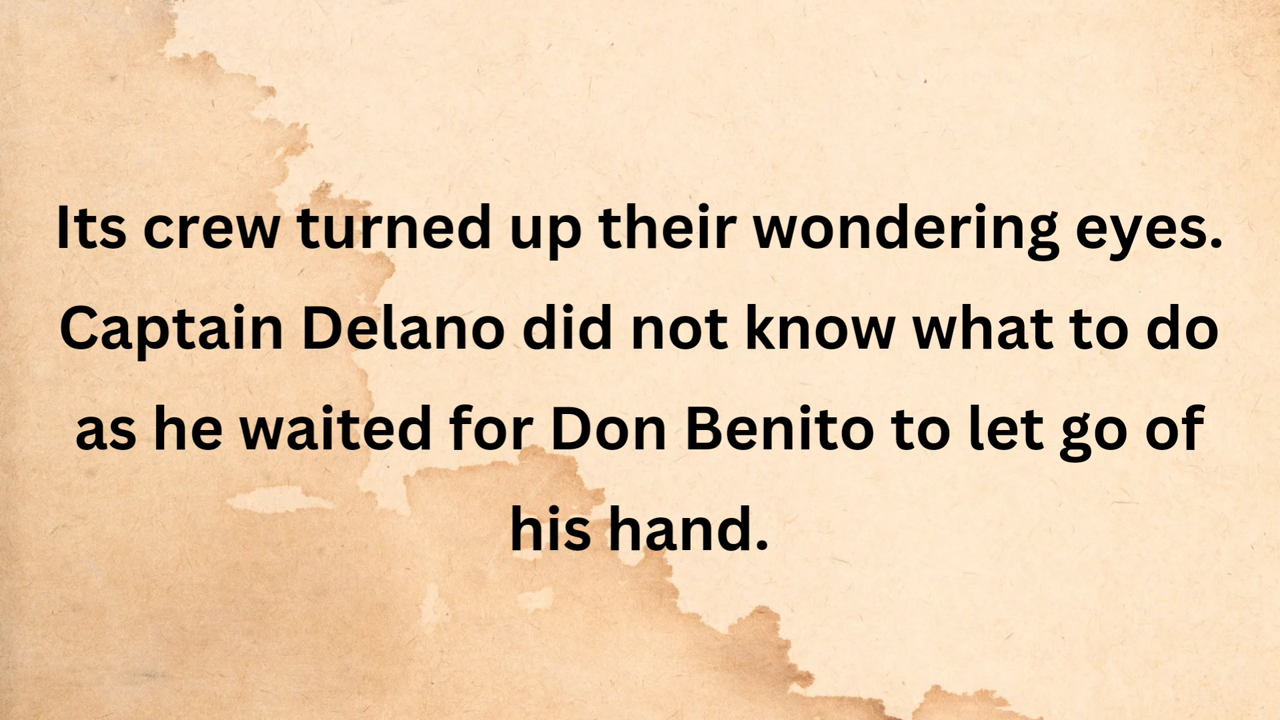 Its crew turned up their wondering eyes.
Captain Delano did not know what to do
as he waited for Don Benito to let go of
his hand.